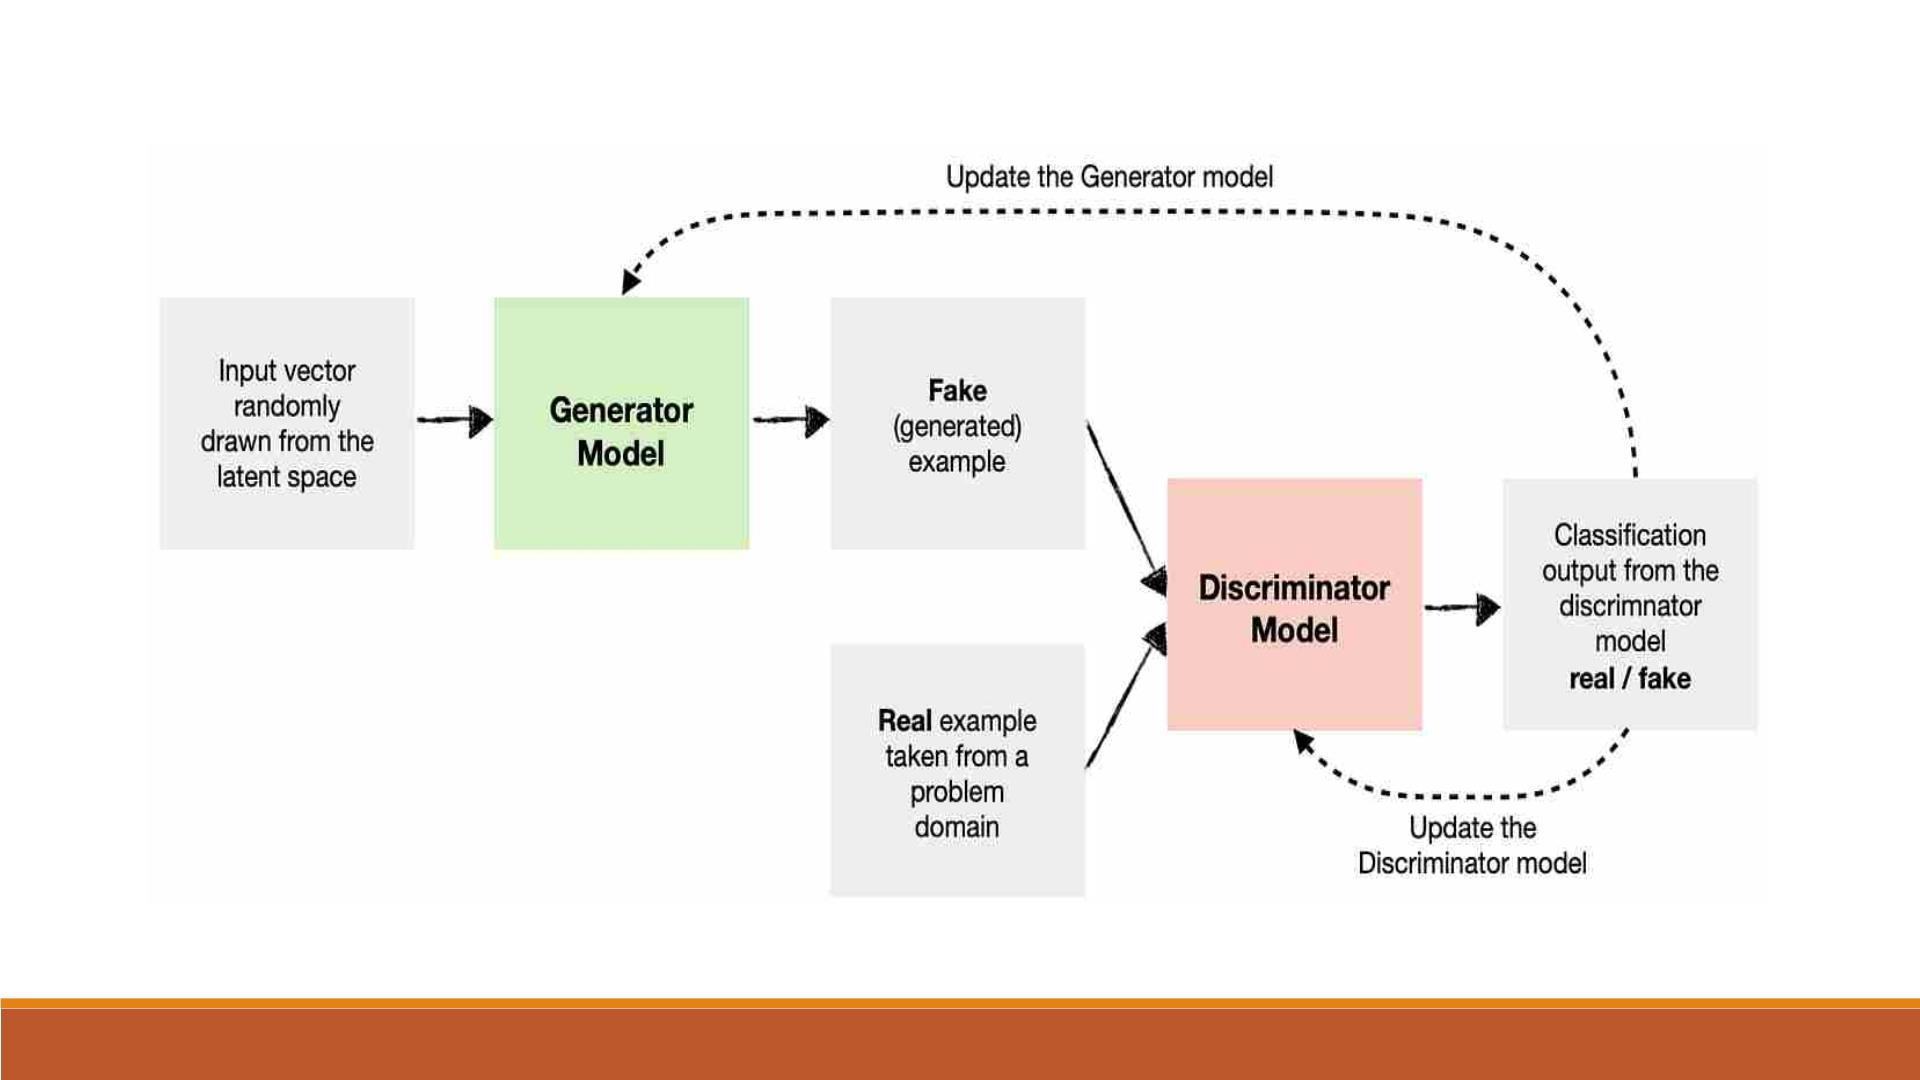 Update the Generator model
Input vector
randomly
drawn from the
latent space
Generator
Model
Fake
(generated)
example
Real example
taken from a
problem
domain
Discriminator
Model
Classification
output from the
discrimnator
model
real / fake
Update the
Discriminator model